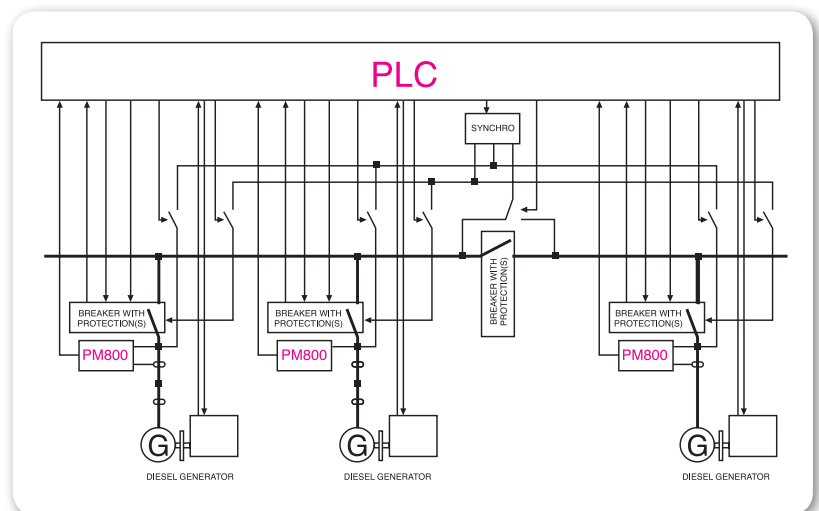 PLC
SYNCHRO
BREAKER WITH
PROTECTION(S)
BREAKER WITH
PROTECTION(S)
BREAKER WITH
PROTECTION(S)
BREAKER WITH
PROTECTION(S)
PM800
PM800
PM800
G
G
G
DIESEL GENERATOR
DIESEL GENERATOR
DIESEL GENERATOR